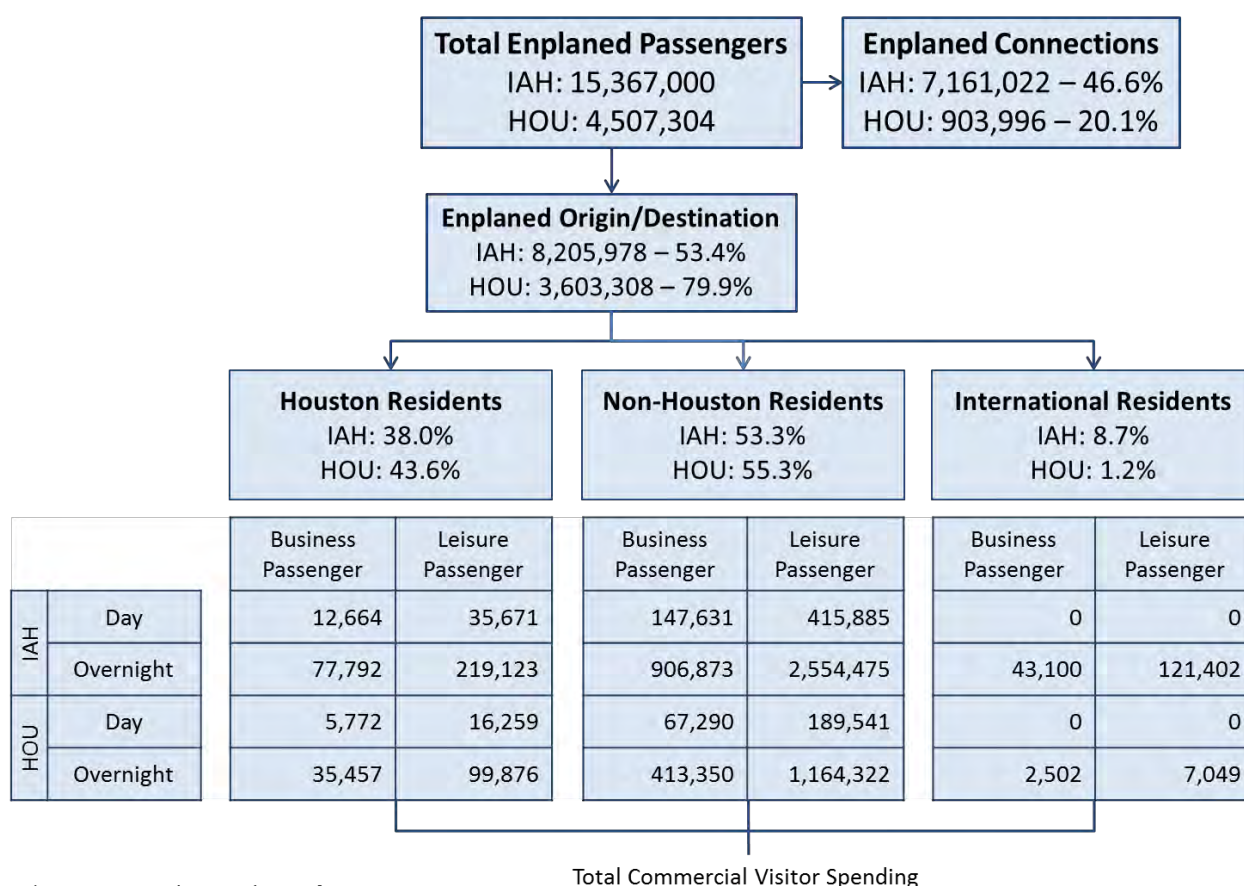 Total Enplaned Passengers
IAH: 15,367,000
HOU: 4,507,304
Enplaned Connections
IAH: 7,161,022 – 46.6%
HOU: 903,996 – 20.1%
Enplaned Origin/Destination
IAH: 8,205,978 – 53.4%
HOU: 3,603,308 – 79.9%
Houston Residents
IAH: 38.0%
HOU: 43.6%
Non-Houston Residents
IAH: 53.3%
HOU: 55.3%
International Residents
IAH: 8.7%
HOU: 1.2%
Business Passenger Leisure Passenger Business Passenger Leisure Passenger Business Passenger Leisure Passenger
IAH
Day 12,664 35,671 147,631 415,885 0 0
Overnight 77,792 219,123 906,873 2,554,475 43,100 121,402
HOU
Day 5,772 16,259 67,290 189,541 0 0
Overnight 35,457 99,876 413,350 1,164,322 2,502 7,049
Total Commercial Visitor Spending